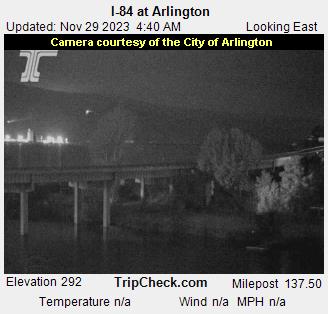 I-84 at Arlington
Updated: Nov 29 2023 4:40 AM Looking East
Camera courtesy of the City of Arlington
Elevation 292 TripCheck.com Milepost 137.50
Temperature n/a Wind n/a MPH n/a